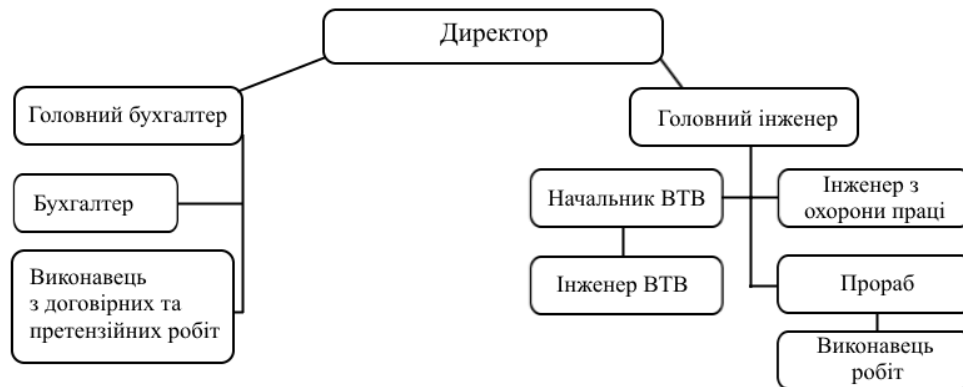 Директор
Головний бухгалтер
Головний інженер
Бухгалтер
Начальник ВТВ
Інженер з
охорони праці
Виконавець
з договірних та
претензійних робіт
Інженер ВТВ
Прораб
Виконавець
робіт